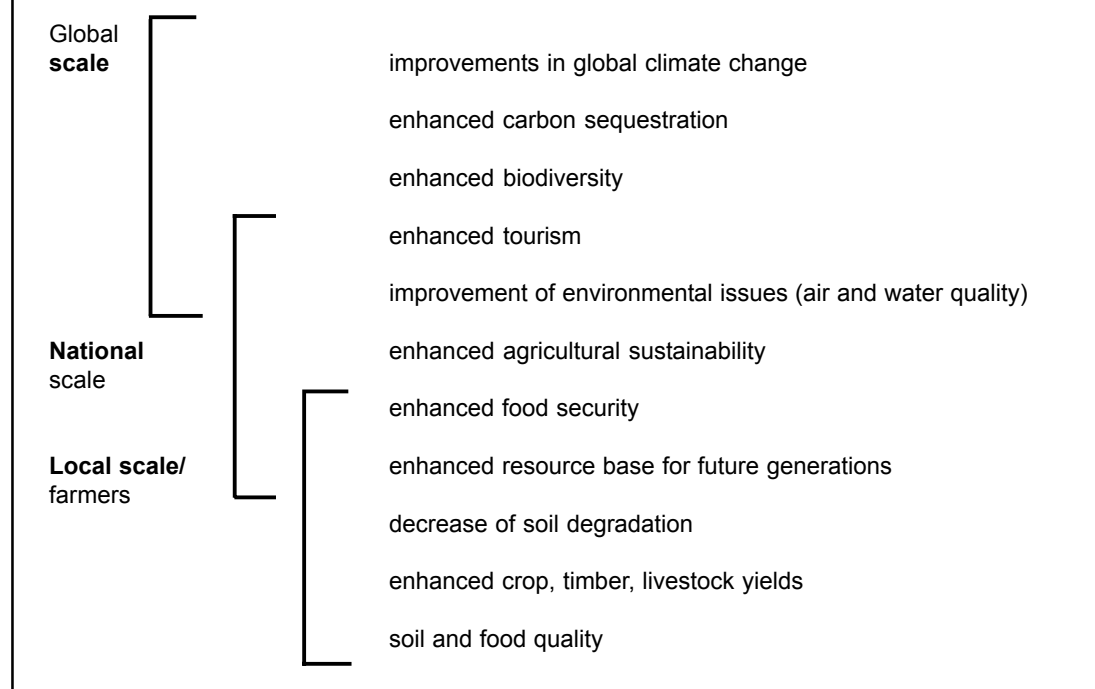 Global
scale
improvements in global climate change
enhanced carbon sequestration
enhanced biodiversity
enhanced tourism
improvement of environmental issues (air and water quality)
National
scale
enhanced agricultural sustainability
enhanced food security
Local scale/
farmers
enhanced resource base for future generations
decrease of soil degradation
enhanced crop, timber, livestock yields
soil and food quality